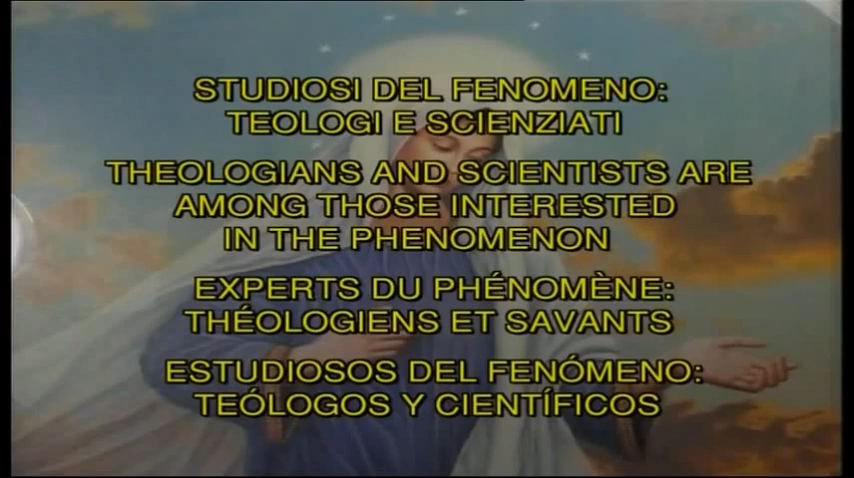 STUDIOSI DEL FENOMENO:
TEOLOGI E SCIENZIATI
THEOLOGIANS AND SCIENTISTS ARE
AMONG THOSE INTERESTED
IN THE PHENOMENON
EXPERTS DU PHÉNOMÈNE:
THÉOLOGIENS ET SAVANTS
ESTUDIOSOS DEL FENÓMENO:
TEÓLOGOS Y CIENTÍFICOS